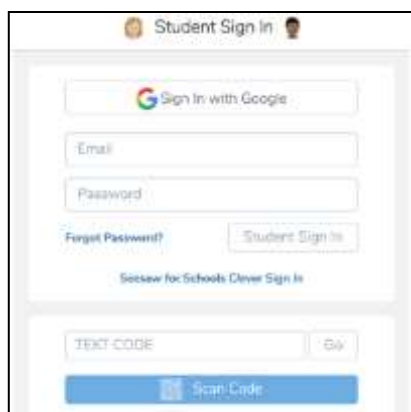 Student Sign In
Sign In with Google
Email
Password
Forgot Password? Student Sign In
Seesaw for Schools Clever Sign In
TEXT CODE Go
Scan Code